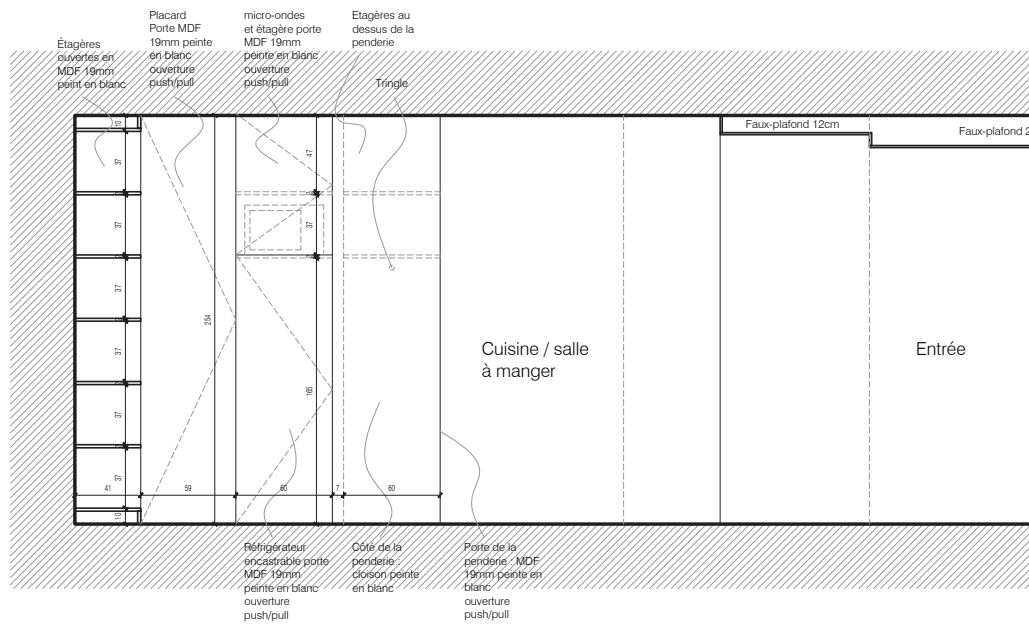 Étagères
ouvertes en
MDF 19mm
peint en blanc
Placard
Porte MDF
19mm peinte
en blanc
ouverture
push/pull
micro-ondes
et étagère porte
MDF 19mm
peinte en blanc
ouverture
push/pull
Etagères au
dessus de la
penderie
Tringle
Faux-plafond 12cm
Faux-plafond 2
10
37
37
37
37
37
37
10
254
47
37
165
41
59
60
7
60
Cuisine / salle
à manger
Entrée
Réfrigérateur
encastrable porte
MDF 19mm
peinte en blanc
ouverture
push/pull
Côté de la
penderie :
cloison peinte
en blanc
Porte de la
penderie : MDF
19mm peinte en
blanc
ouverture
push/pull